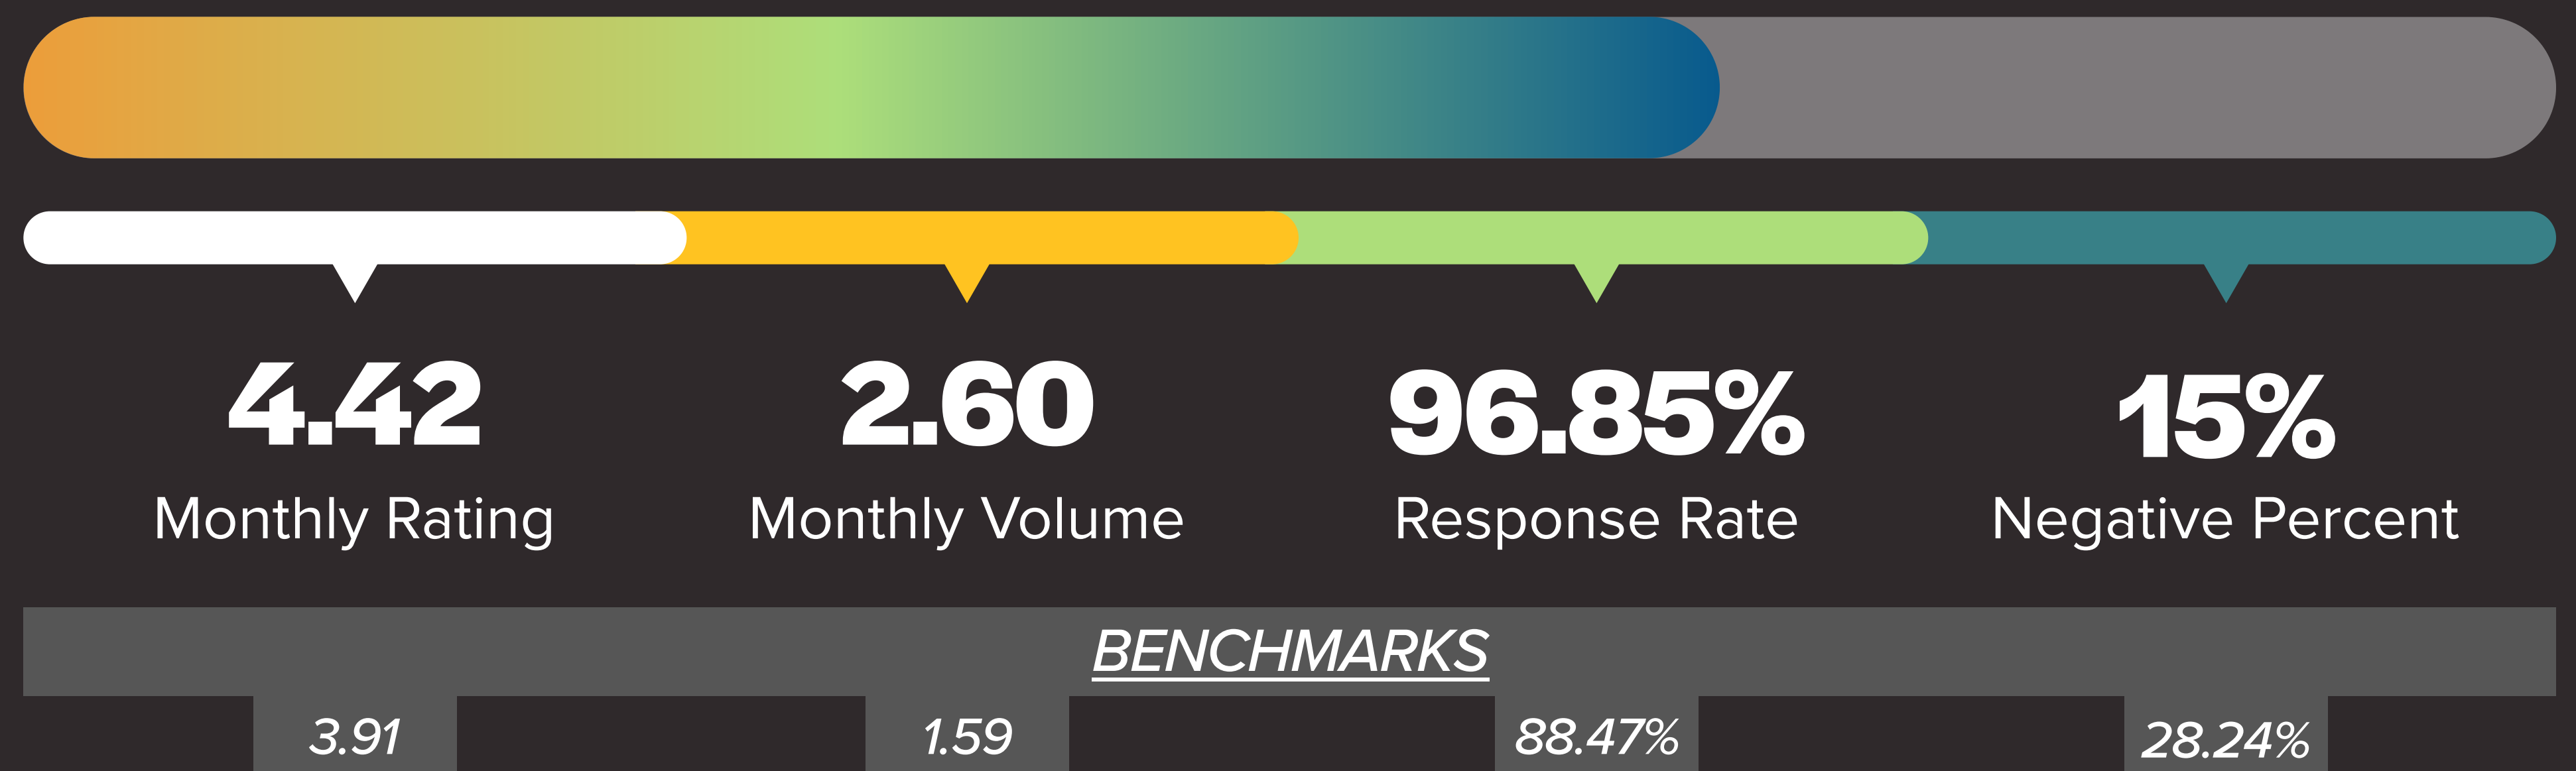 4.42 2.60 96.85% 15%
Monthly Rating Monthly Volume Response Rate Negative Percent
BENCHMARKS
3.91 1.59 88.47% 28.24%